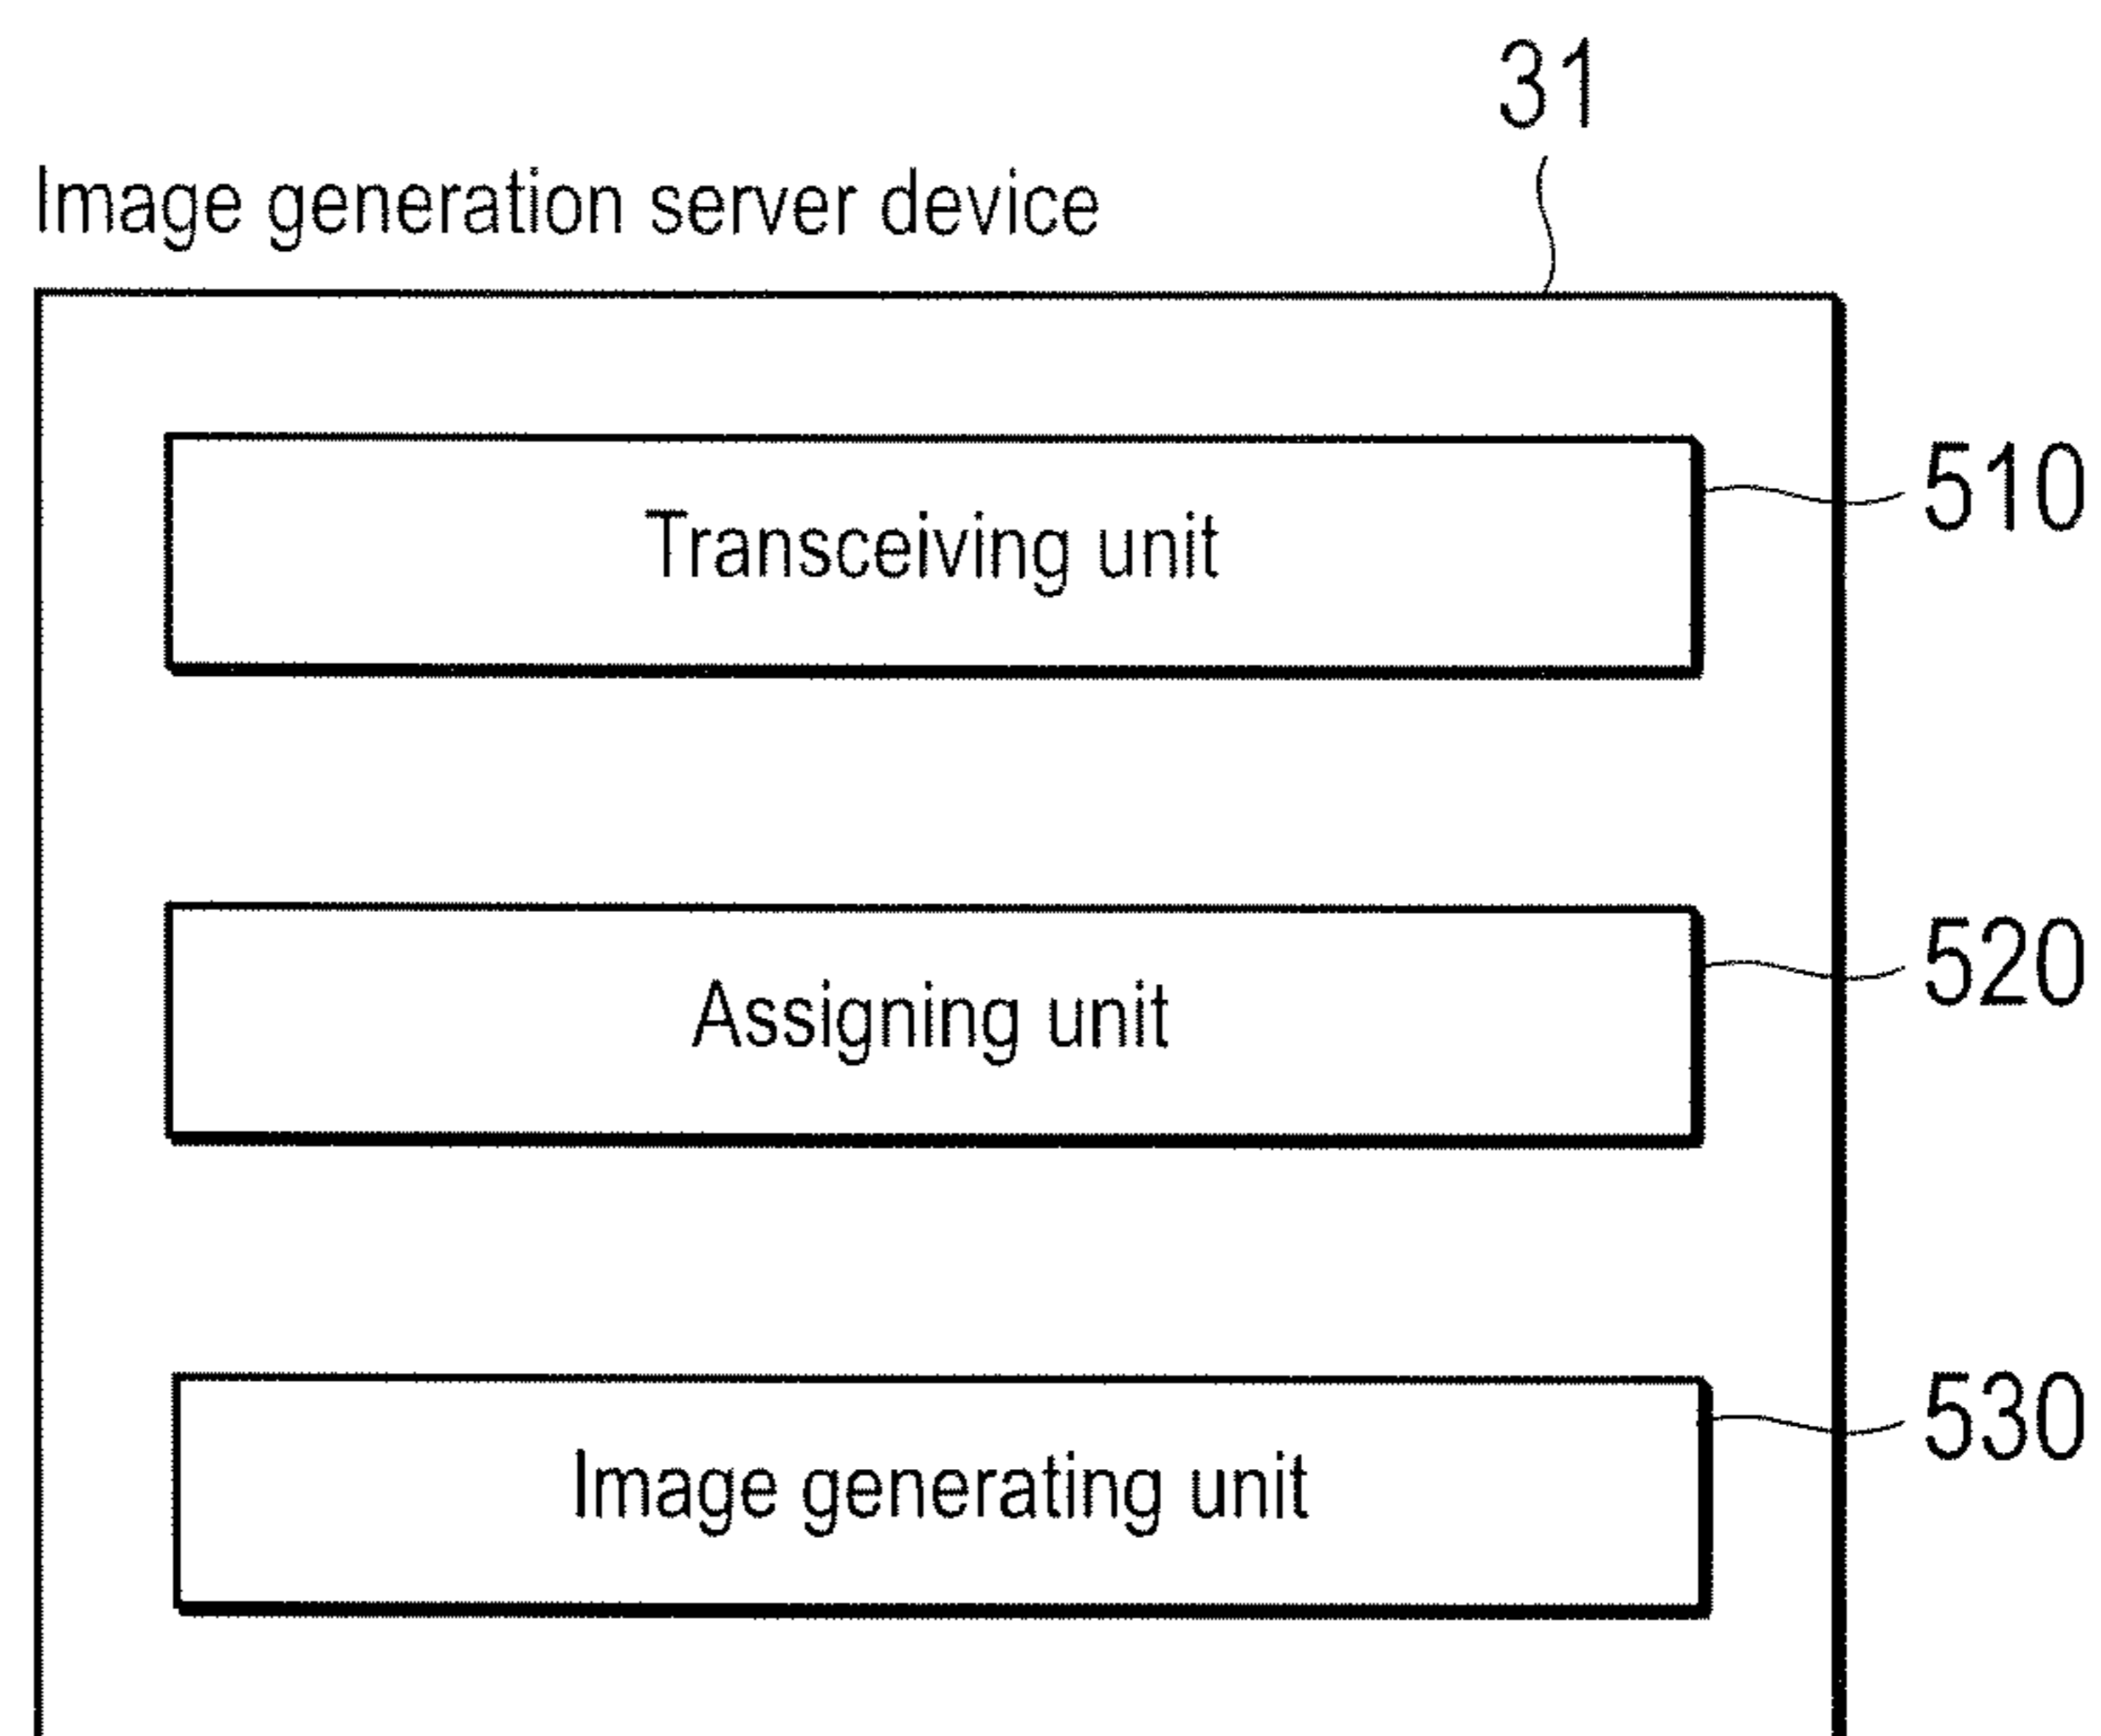 31
Image generation server device
Transceiving unit
510
Assigning unit
520
Image generating unit
530